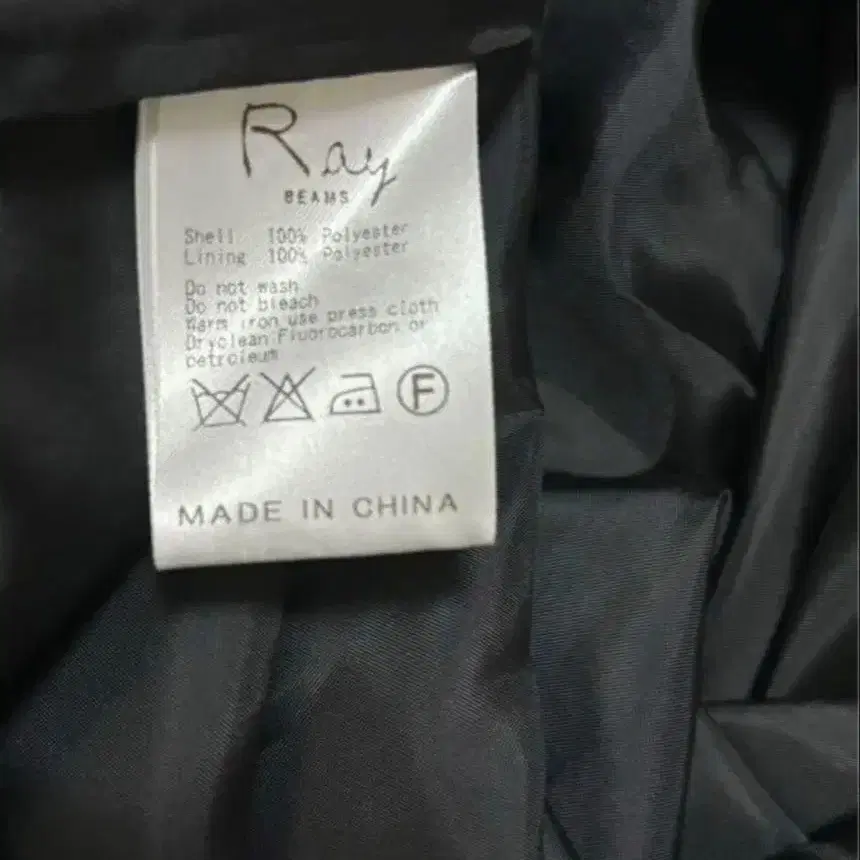 Ray
BEAMS
Shell 100% Polyester
Lining 100% Polyester
Do not wash
Do not bleach
Warm iron use press cloth
Dryclean Fluorocarbon or
petroleum
F
MADE IN CHINA